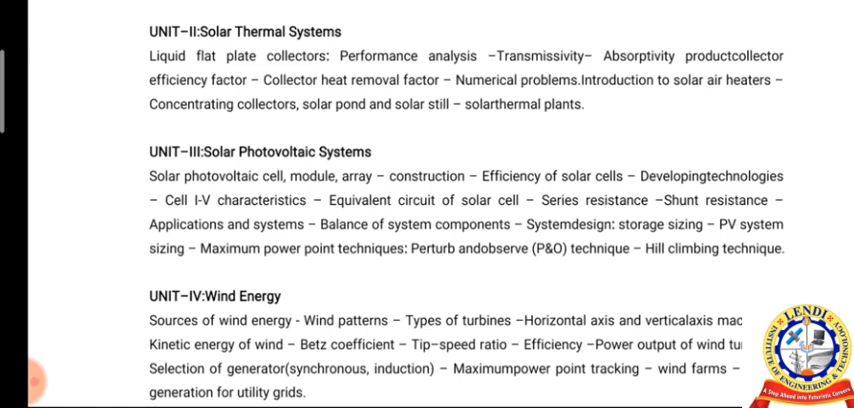 UNIT–II:Solar Thermal Systems
Liquid flat plate collectors: Performance analysis –Transmissivity– Absorptivity productcollector
efficiency factor – Collector heat removal factor – Numerical problems.Introduction to solar air heaters –
Concentrating collectors, solar pond and solar still – solarthermal plants.
UNIT–III:Solar Photovoltaic Systems
Solar photovoltaic cell, module, array – construction – Efficiency of solar cells – Developingtechnologies
– Cell I-V characteristics – Equivalent circuit of solar cell – Series resistance –Shunt resistance –
Applications and systems – Balance of system components – Systemdesign: storage sizing – PV system
sizing – Maximum power point techniques: Perturb andobserve (P&O) technique – Hill climbing technique.
UNIT–IV:Wind Energy
Sources of wind energy - Wind patterns – Types of turbines –Horizontal axis and verticalaxis mac
Kinetic energy of wind – Betz coefficient – Tip–speed ratio – Efficiency –Power output of wind tu
Selection of generator(synchronous, induction) – Maximumpower point tracking – wind farms –
generation for utility grids.
LENDI
INSTITUTE OF ENGINEERING & TECHNOLOGY
A Step Ahead into Futuristic Careers